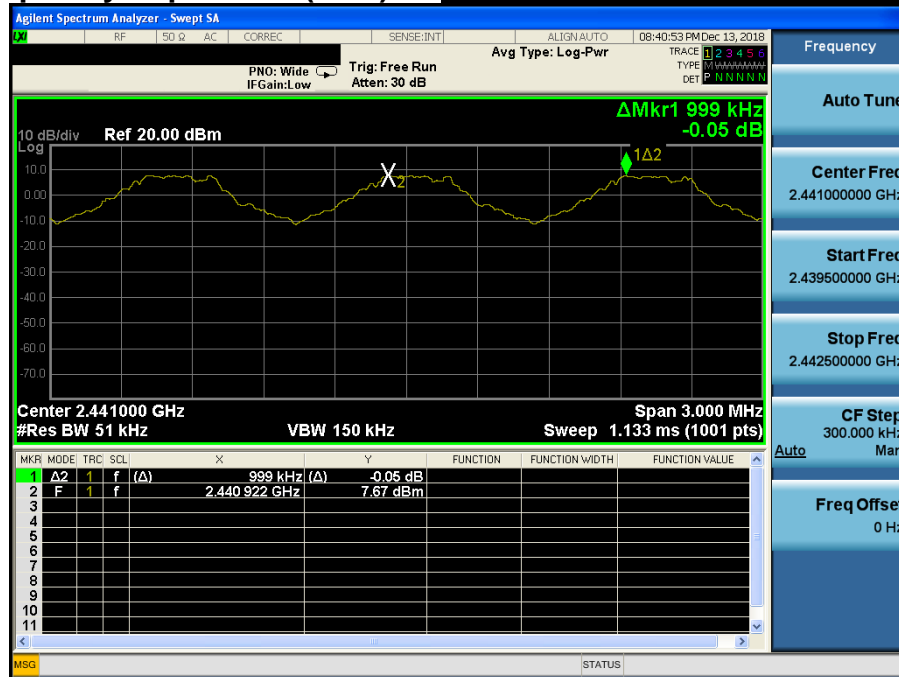 Agilent Spectrum Analyzer - Swept SA
LXI RF 50 Ω AC CORREC SENSE:INT ALIGN AUTO 08:40:53 PM Dec 13, 2018
Avg Type: Log-Pwr TRACE 1 2 3 4 5 6
PNO: Wide Trig: Free Run TYPE M WWWWW
IFGain:Low Atten: 30 dB DET P N N N N N
Frequency
ΔMkr1 999 kHz
-0.05 dB
10 dB/div Ref 20.00 dBm
Log
1Δ2
X2
10.0
0.00
-10.0
-20.0
-30.0
-50.0
-60.0
-70.0
Center 2.441000 GHz Span 3.000 MHz
#Res BW 51 kHz VBW 150 kHz Sweep 1.133 ms (1001 pts)
MKR MODE TRC SCL X Y FUNCTION FUNCTION WIDTH FUNCTION VALUE
1 Δ2 1 f (Δ) 999 kHz (Δ) -0.05 dB
2 F 1 f 2.440 922 GHz 7.67 dBm
3
4
5
6
7
8
9
10
11
MSG STATUS
Auto Tune
Center Freq
2.441000000 GHz
Start Freq
2.439500000 GHz
Stop Freq
2.442500000 GHz
CF Step
300.000 kHz
Auto Man
Freq Offset
0 Hz